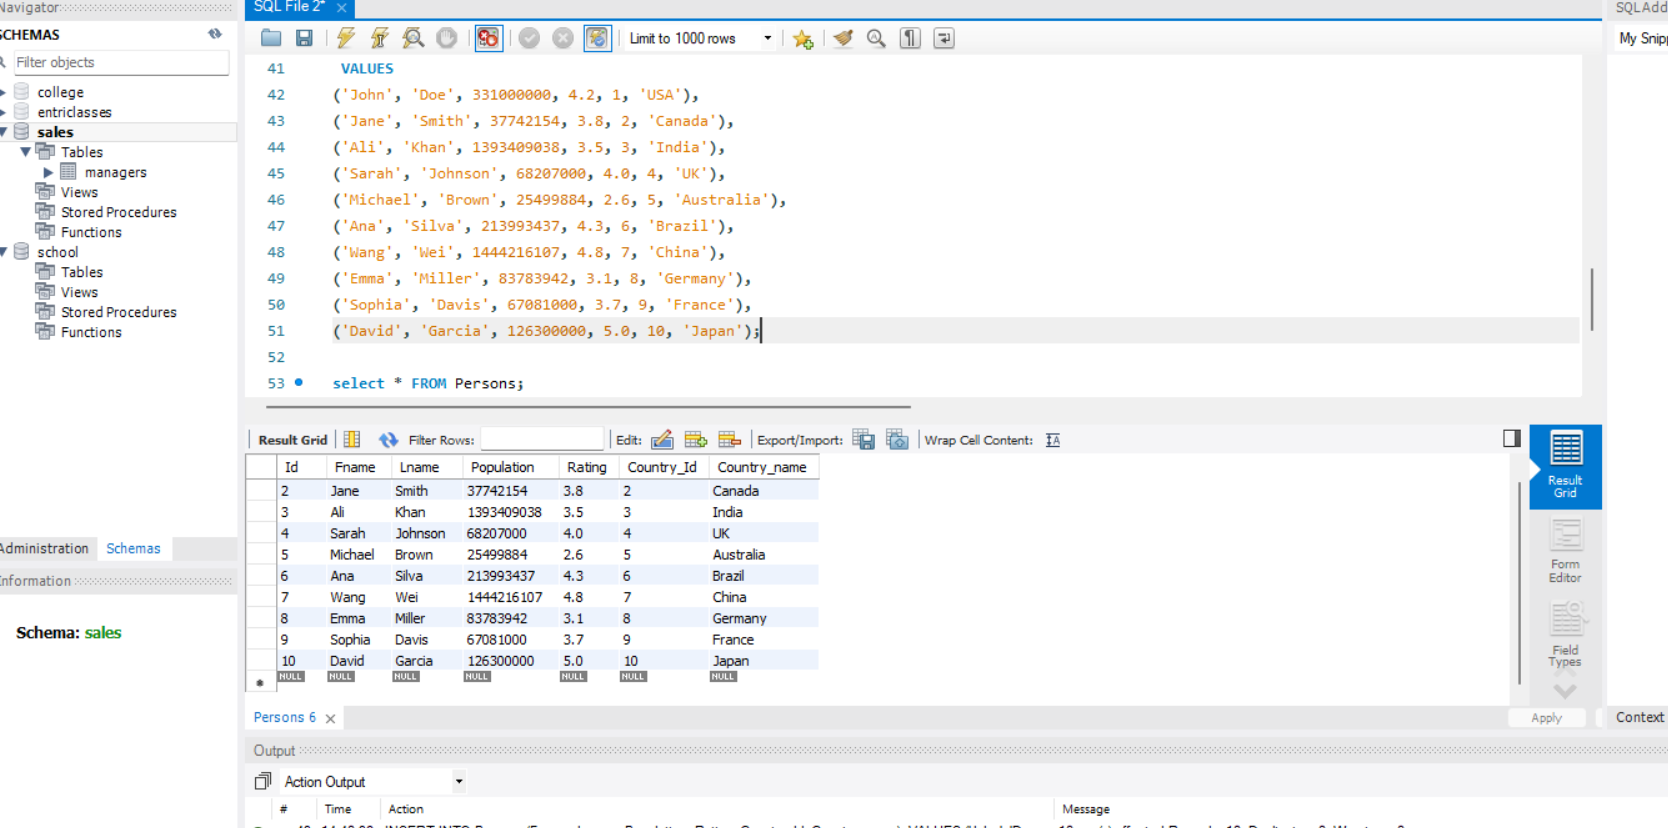 Navigator
SCHEMAS
Filter objects
college
entriclasses
sales
Tables
managers
Views
Stored Procedures
Functions
school
Tables
Views
Stored Procedures
Functions
Administration Schemas
Information
Schema: sales
SQL File 2*
Limit to 1000 rows
41 VALUES
42 ('John', 'Doe', 331000000, 4.2, 1, 'USA'),
43 ('Jane', 'Smith', 37742154, 3.8, 2, 'Canada'),
44 ('Ali', 'Khan', 1393409038, 3.5, 3, 'India'),
45 ('Sarah', 'Johnson', 68207000, 4.0, 4, 'UK'),
46 ('Michael', 'Brown', 25499884, 2.6, 5, 'Australia'),
47 ('Ana', 'Silva', 213993437, 4.3, 6, 'Brazil'),
48 ('Wang', 'Wei', 1444216107, 4.8, 7, 'China'),
49 ('Emma', 'Miller', 83783942, 3.1, 8, 'Germany'),
50 ('Sophia', 'Davis', 67081000, 3.7, 9, 'France'),
51 ('David', 'Garcia', 126300000, 5.0, 10, 'Japan');
52
53 select * FROM Persons;
Result Grid Filter Rows: Edit: Export/Import: Wrap Cell Content:
Id Fname Lname Population Rating Country_Id Country_name
2 Jane Smith 37742154 3.8 2 Canada
3 Ali Khan 1393409038 3.5 3 India
4 Sarah Johnson 68207000 4.0 4 UK
5 Michael Brown 25499884 2.6 5 Australia
6 Ana Silva 213993437 4.3 6 Brazil
7 Wang Wei 1444216107 4.8 7 China
8 Emma Miller 83783942 3.1 8 Germany
9 Sophia Davis 67081000 3.7 9 France
10 David Garcia 126300000 5.0 10 Japan
* NULL NULL NULL NULL NULL NULL NULL
Result
Grid
Form
Editor
Field
Types
Persons 6
Apply
Output
Action Output
# Time Action Message
SQLAdd
My Snip
Context